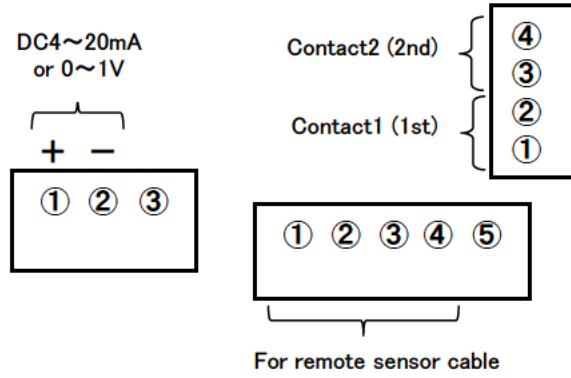 DC4～20mA
or 0～1V
+ −
① ② ③
Contact2 (2nd)
Contact1 (1st)
④
③
②
①
① ② ③ ④ ⑤
For remote sensor cable